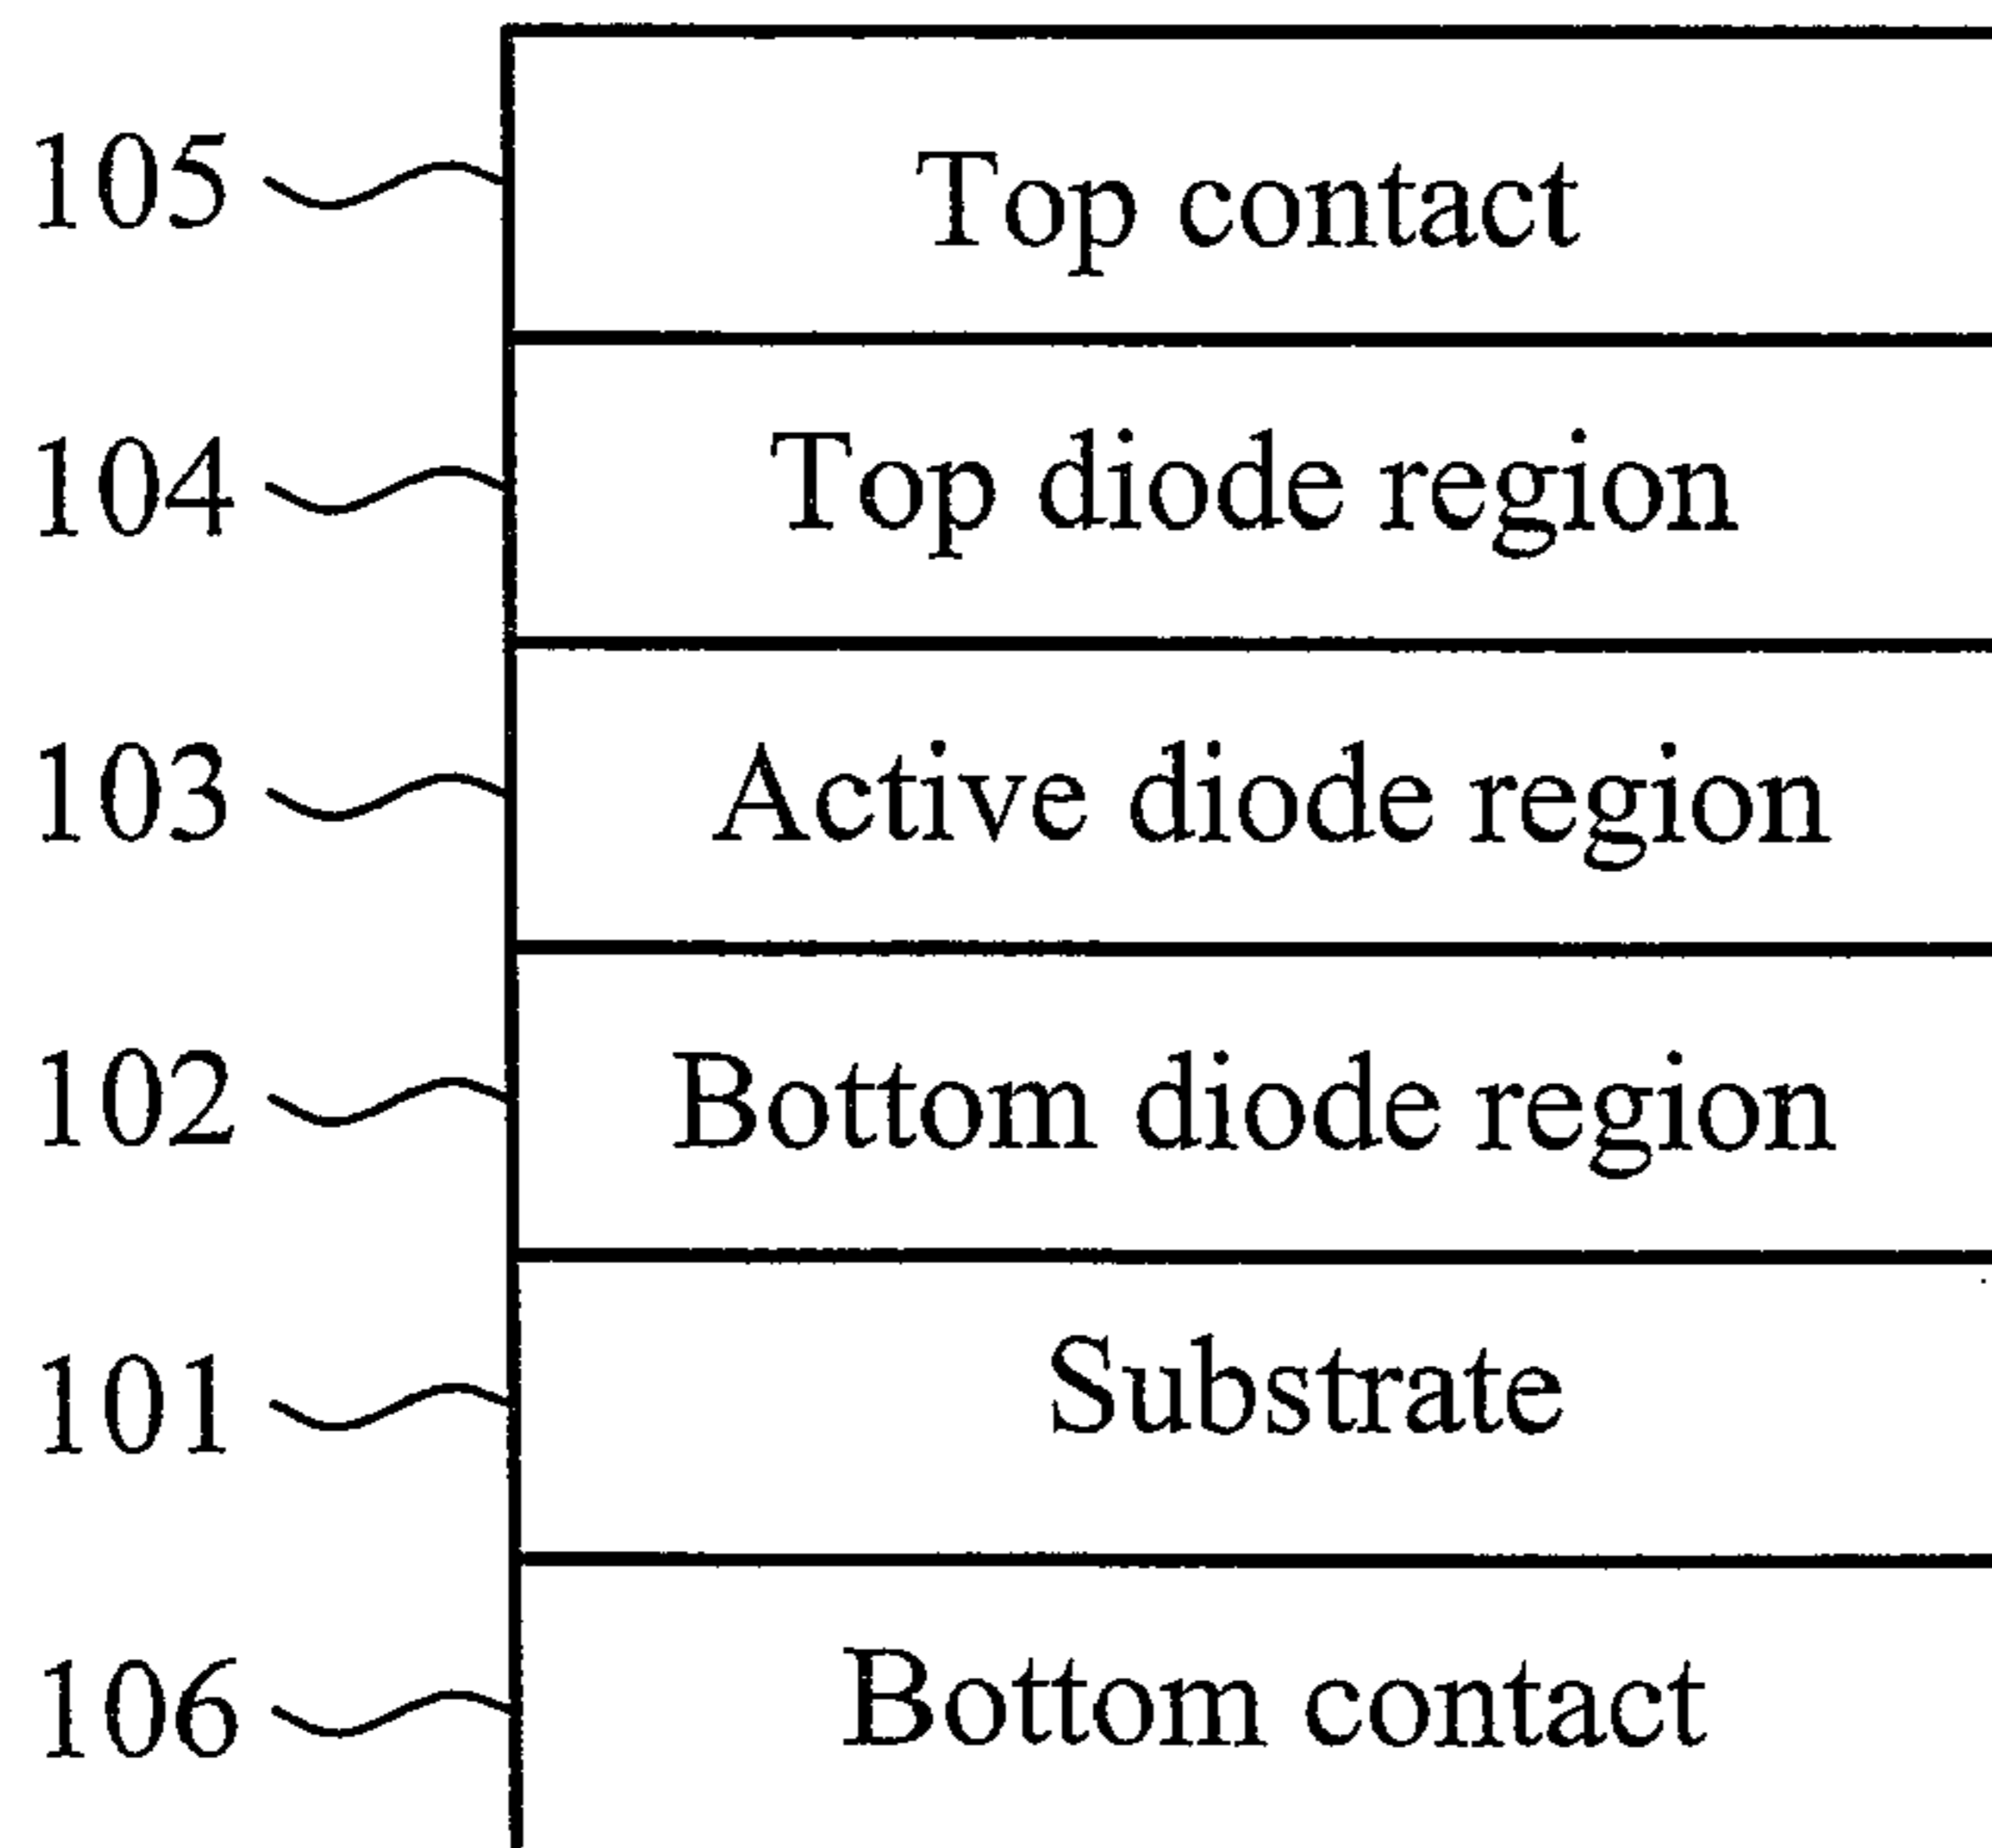 105 Top contact
104 Top diode region
103 Active diode region
102 Bottom diode region
101 Substrate
106 Bottom contact